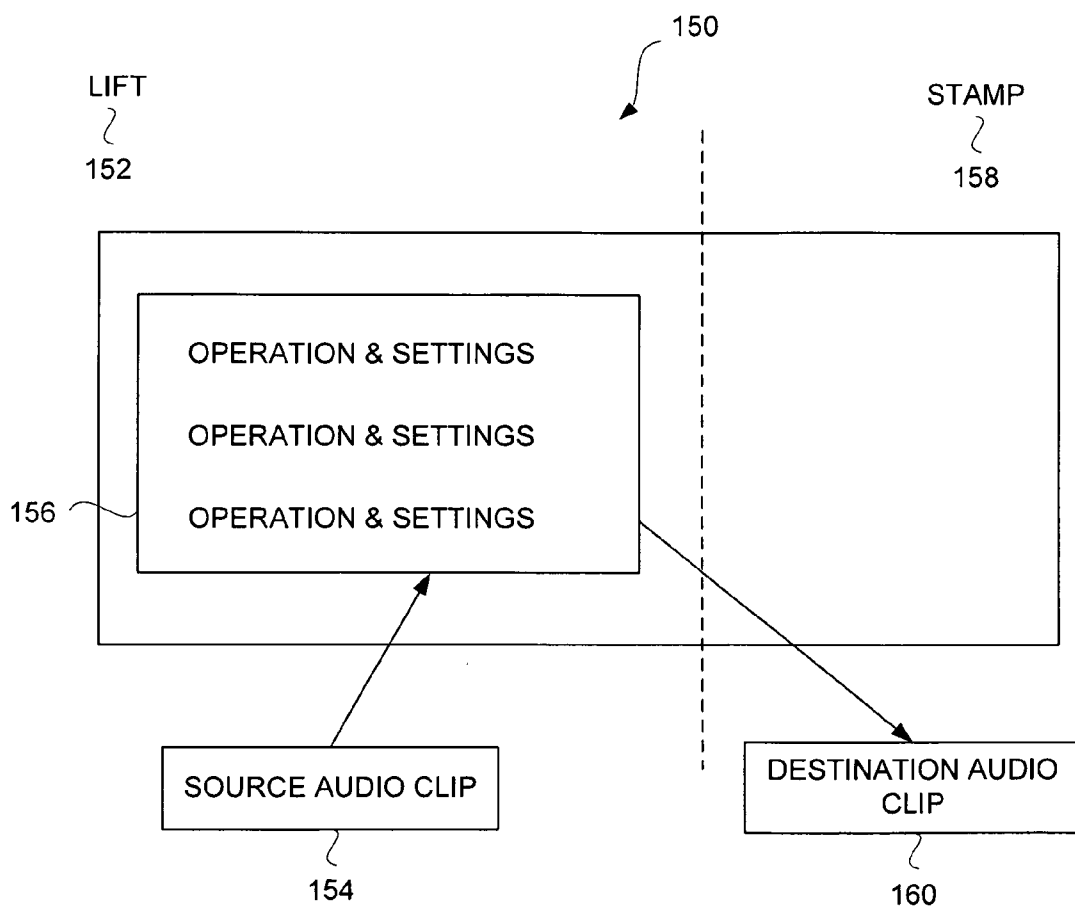 150
LIFT
152
STAMP
158
OPERATION & SETTINGS
OPERATION & SETTINGS
OPERATION & SETTINGS
156
SOURCE AUDIO CLIP
154
DESTINATION AUDIO
CLIP
160